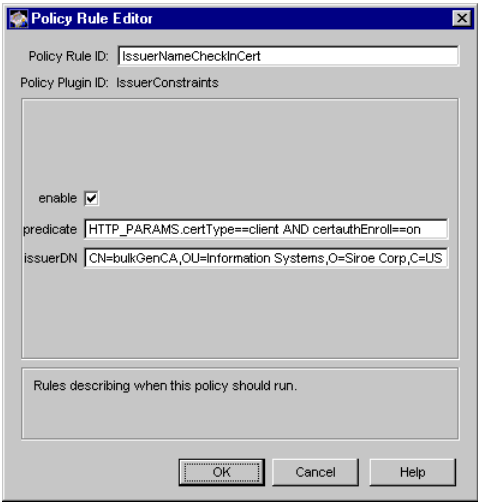 Policy Rule Editor
Policy Rule ID: IssuerNameCheckInCert
Policy Plugin ID: IssuerConstraints
enable
predicate HTTP_PARAMS.certType==client AND certauthEnroll==on
issuerDN CN=bulkGenCA,OU=Information Systems,O=Siroe Corp,C=US
Rules describing when this policy should run.
OK Cancel Help